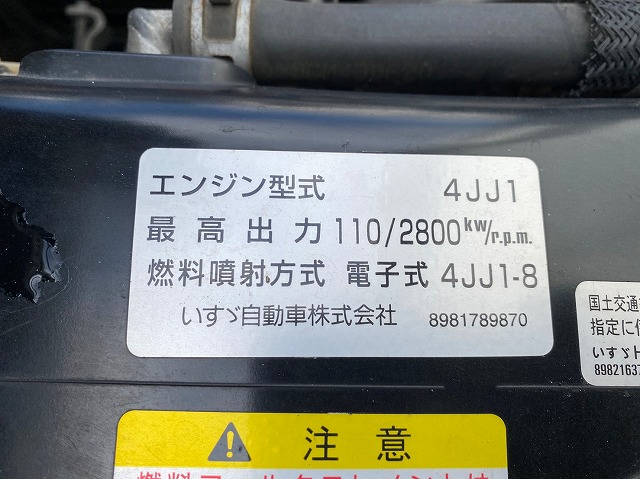 エンジン型式 4JJ1
最高出力 110/2800kw/r.p.m.
燃料噴射方式 電子式 4JJ1-8
いすゞ自動車株式会社 8981789870
国土交通
指定に
いすゞ
8982163
注意